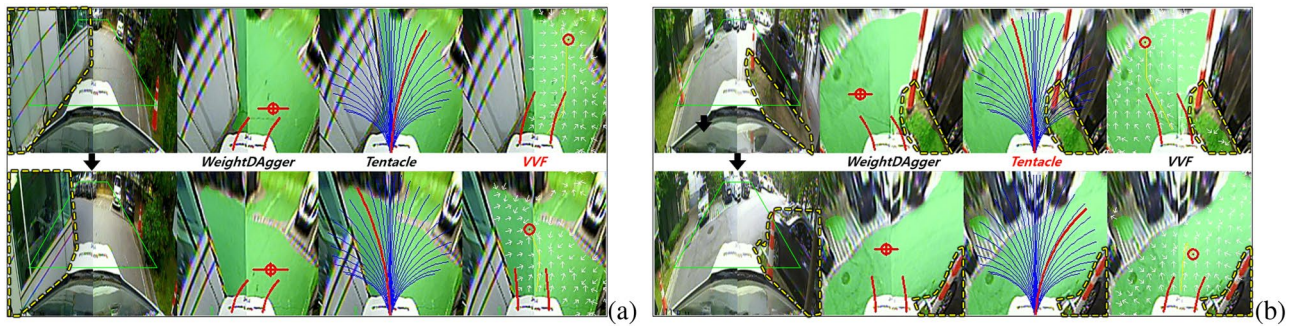 WeightDAgger Tentacle VVF (a)
WeightDAgger Tentacle VVF (b)